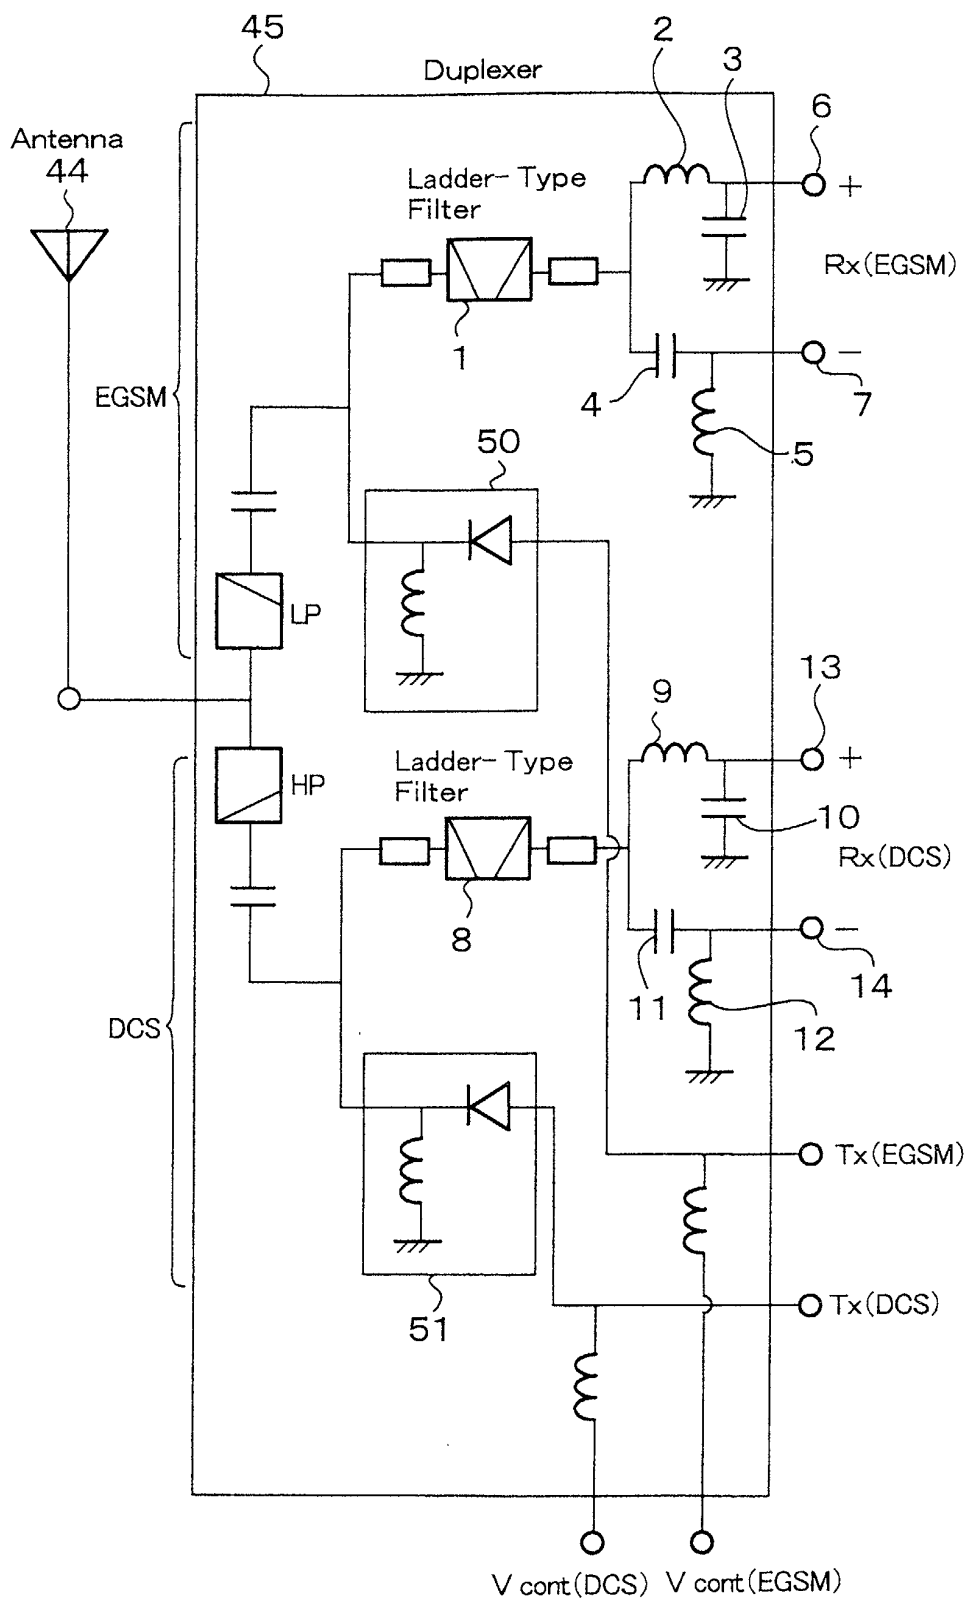 45
Duplexer
2
3
6
Antenna
44
Ladder-Type
Filter
+
Rx(EGSM)
1
4
−
7
EGSM
5
50
LP
9
13
Ladder-Type
Filter
HP
+
10
Rx(DCS)
8
−
11
14
12
DCS
Tx(EGSM)
51
Tx(DCS)
V cont(DCS)
V cont(EGSM)